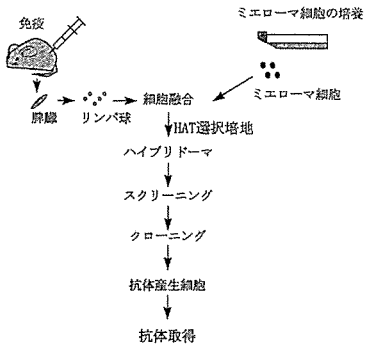 免疫
ミエローマ細胞の培養
脾臓
リンパ球
細胞融合
ミエローマ細胞
HAT選択培地
ハイブリドーマ
スクリーニング
クローニング
抗体産生細胞
抗体取得